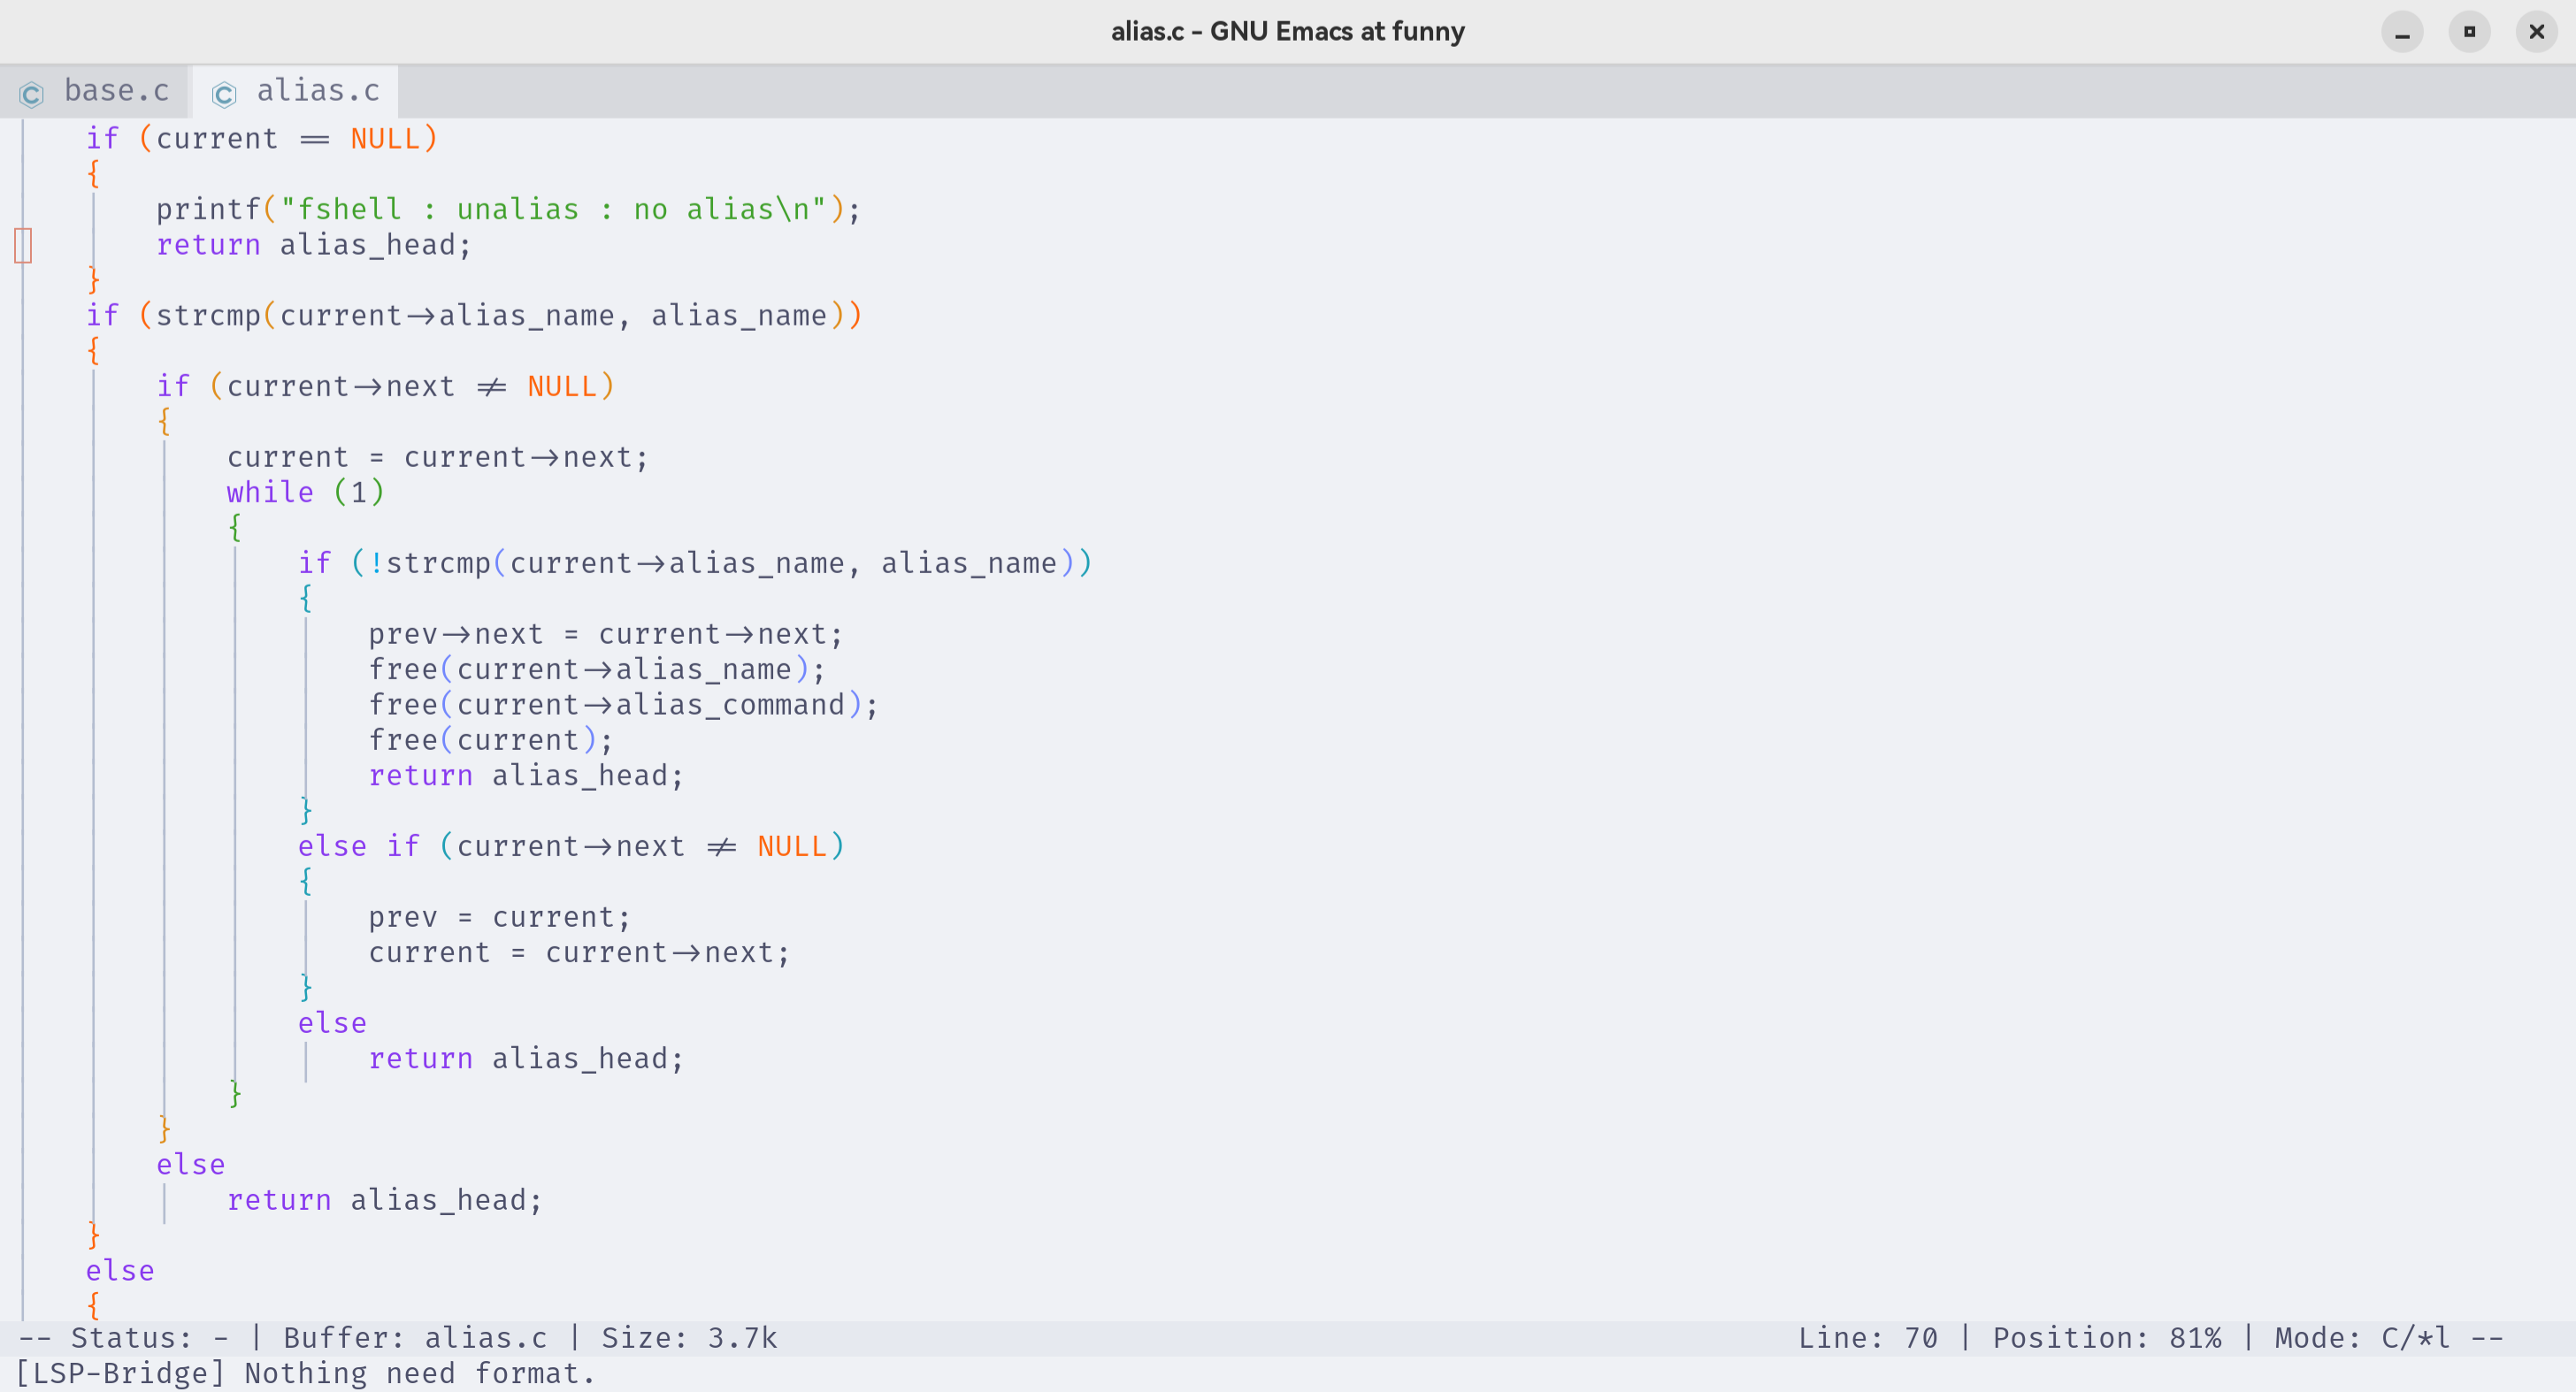 alias.c - GNU Emacs at funny
base.c alias.c
if (current == NULL)
{
printf("fshell : unalias : no alias\n");
return alias_head;
}
if (strcmp(current->alias_name, alias_name))
{
if (current->next != NULL)
{
current = current->next;
while (1)
{
if (!strcmp(current->alias_name, alias_name))
{
prev->next = current->next;
free(current->alias_name);
free(current->alias_command);
free(current);
return alias_head;
}
else if (current->next != NULL)
{
prev = current;
current = current->next;
}
else
return alias_head;
}
}
else
return alias_head;
}
else
{
-- Status: - | Buffer: alias.c | Size: 3.7k Line: 70 | Position: 81% | Mode: C/*l --
[LSP-Bridge] Nothing need format.